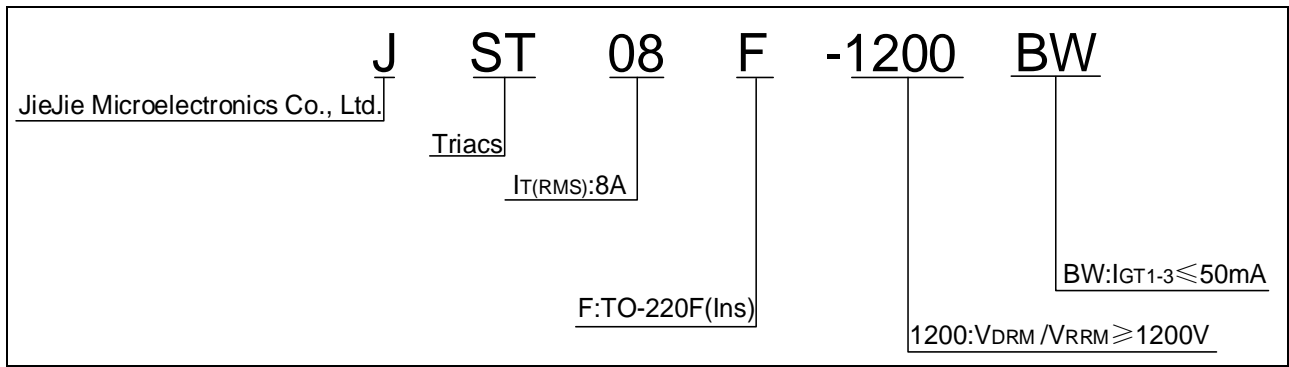 J ST 08 F -1200 BW
JieJie Microelectronics Co., Ltd.
Triacs
IT(RMS):8A
BW:IGT1-3≤50mA
F:TO-220F(Ins)
1200:VDRM /VRRM≥1200V